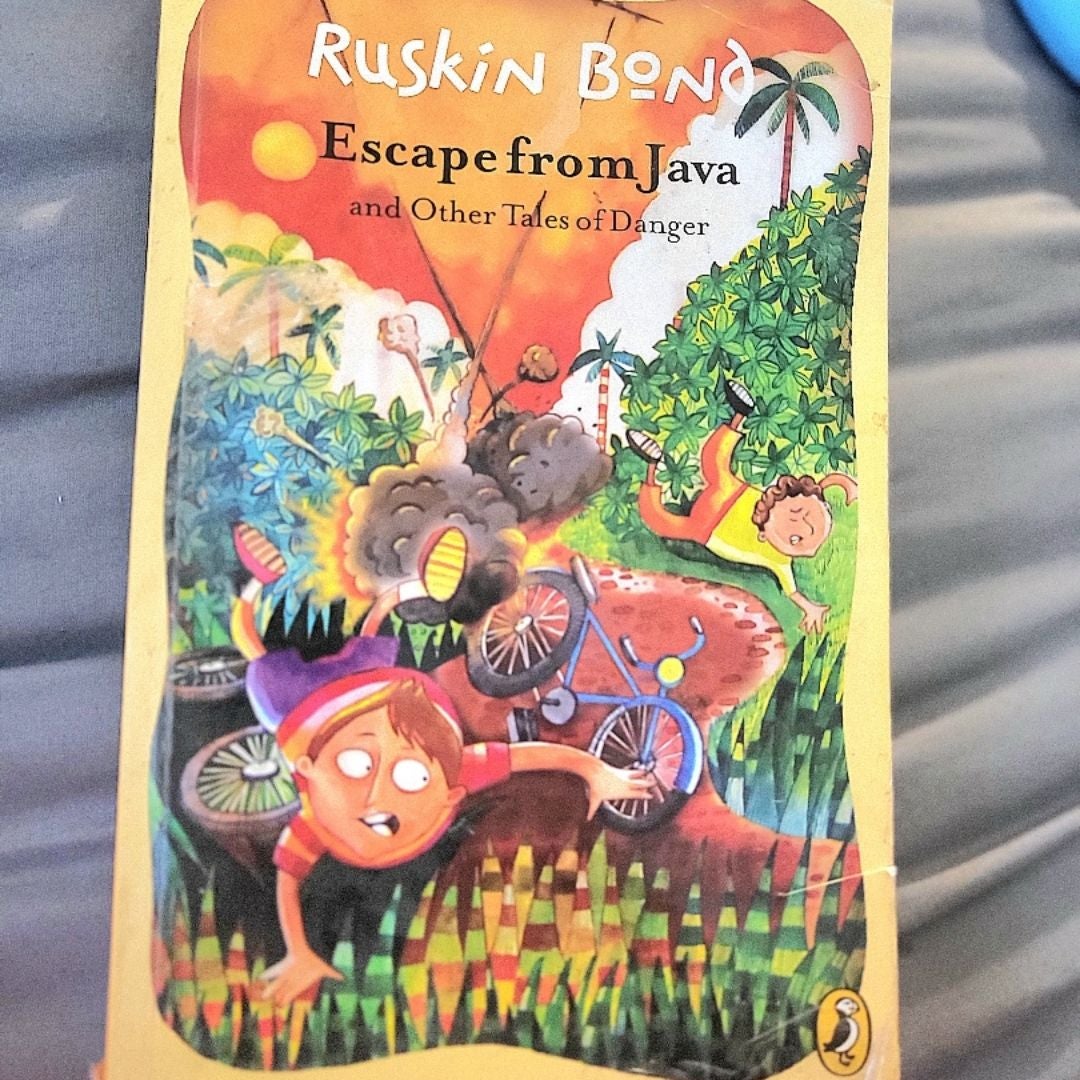 Ruskin Bond
Escape from Java
and Other Tales of Danger